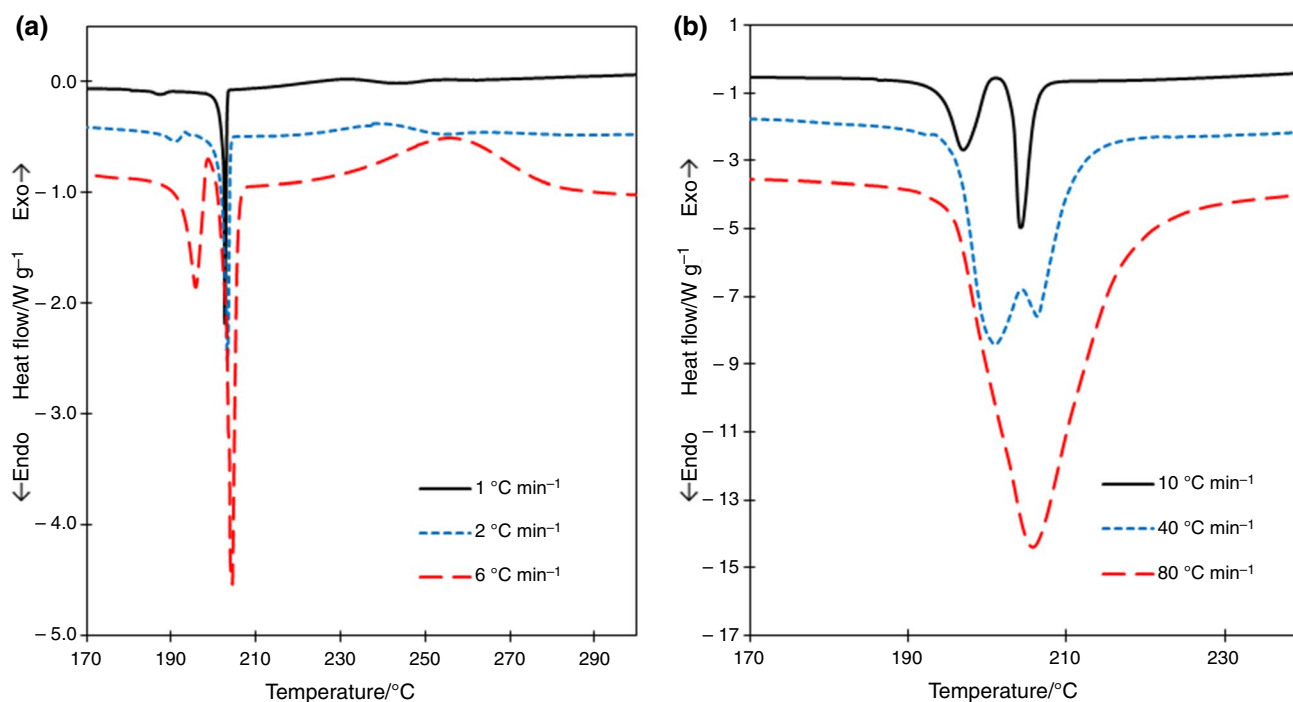 (a)
0.0
– 1.0
– 2.0
– 3.0
– 4.0
– 5.0
←Endo Heat flow/W g⁻¹ Exo→
1 °C min⁻¹
2 °C min⁻¹
6 °C min⁻¹
170 190 210 230 250 270 290
Temperature/°C
(b)
1
– 1
– 3
– 5
– 7
– 9
– 11
– 13
– 15
– 17
←Endo Heat flow/W g⁻¹ Exo→
10 °C min⁻¹
40 °C min⁻¹
80 °C min⁻¹
170 190 210 230
Temperature/°C